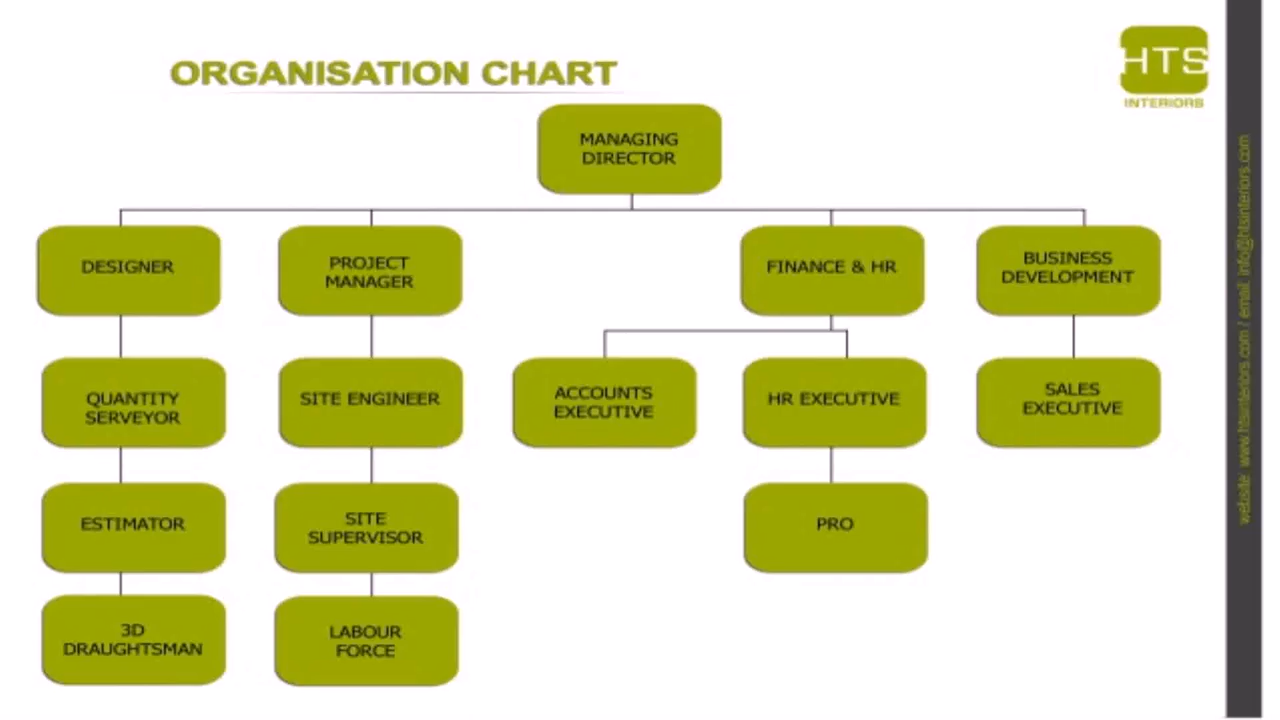 ORGANISATION CHART
HTS
INTERIORS
MANAGING
DIRECTOR
DESIGNER
PROJECT
MANAGER
FINANCE & HR
BUSINESS
DEVELOPMENT
QUANTITY
SERVEYOR
SITE ENGINEER
ACCOUNTS
EXECUTIVE
HR EXECUTIVE
SALES
EXECUTIVE
ESTIMATOR
SITE
SUPERVISOR
PRO
3D
DRAUGHTSMAN
LABOUR
FORCE
website: www.htsinteriors.com / email: info@htsinteriors.com